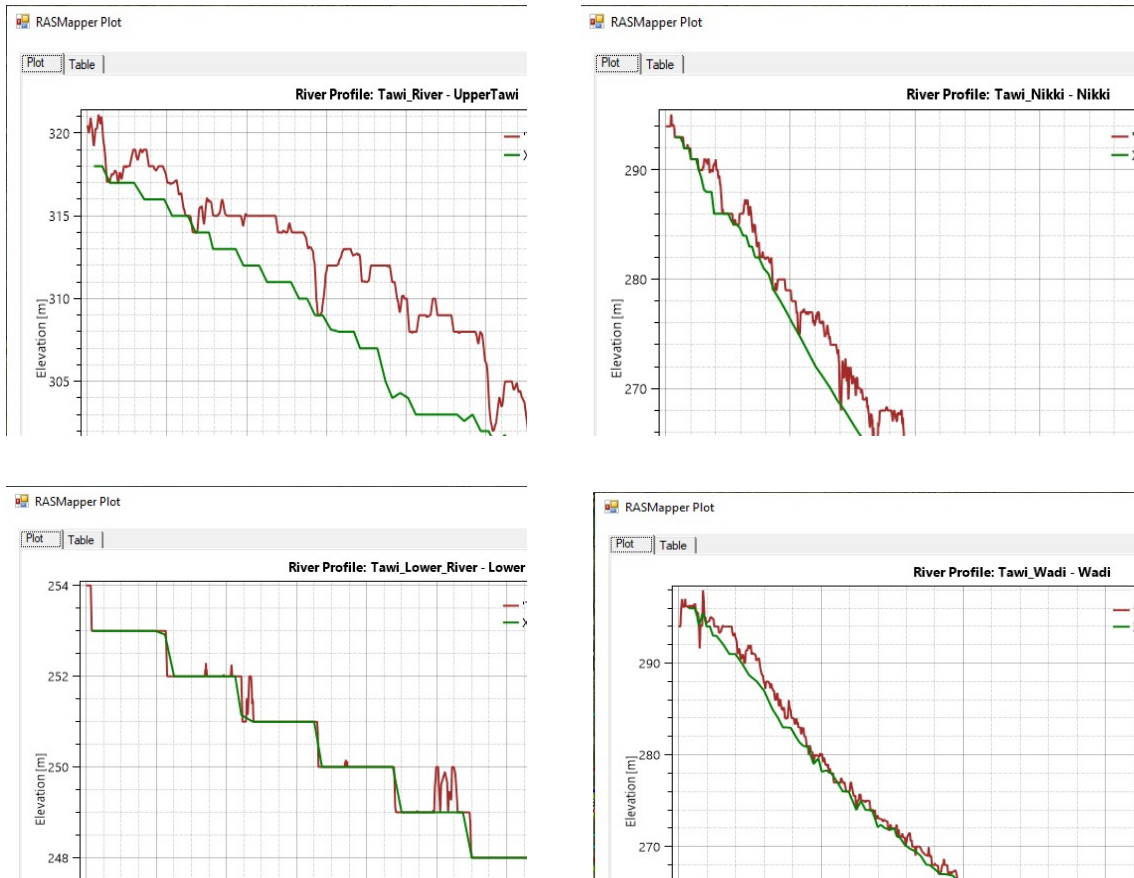 RASMapper Plot
Plot Table
River Profile: Tawi_River - UpperTawi
320
315
310
305
Elevation [m]
RASMapper Plot
Plot Table
River Profile: Tawi_Nikki - Nikki
290
280
270
Elevation [m]
RASMapper Plot
Plot Table
River Profile: Tawi_Lower_River - Lower
254
252
250
248
Elevation [m]
RASMapper Plot
Plot Table
River Profile: Tawi_Wadi - Wadi
290
280
270
Elevation [m]